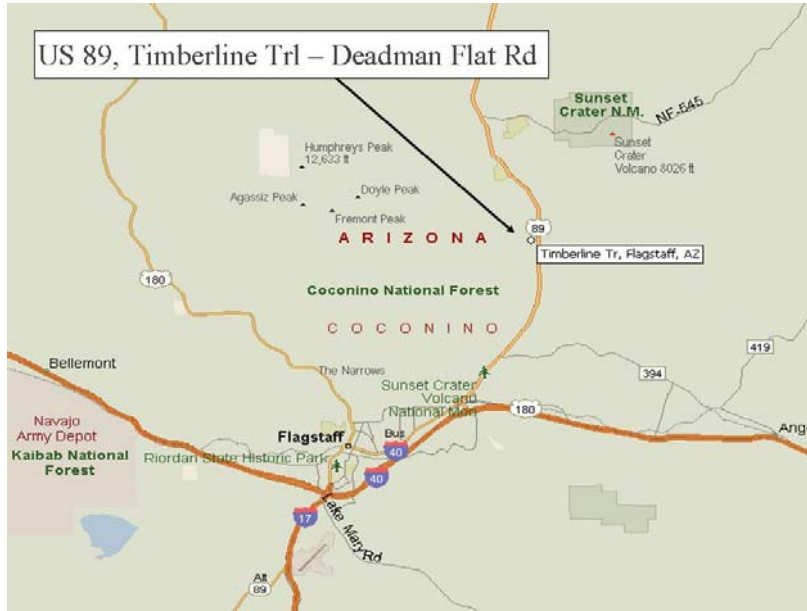 US 89, Timberline Trl – Deadman Flat Rd
Sunset
Crater N.M.
NF-545
Humphreys Peak
12,633 ft
Sunset
Crater
Volcano 8026 ft
Agassiz Peak
Doyle Peak
Fremont Peak
89
ARIZONA
Timberline Tr, Flagstaff, AZ
180
Coconino National Forest
COCONINO
419
Bellemont
The Narrows
394
Sunset Crater
Volcano
National Mon
180
Navajo
Army Depot
Flagstaff
Bus
40
Ang
Kaibab National
Forest
Riordan State Historic Park
40
17
Lake Mary Rd
Alt
89